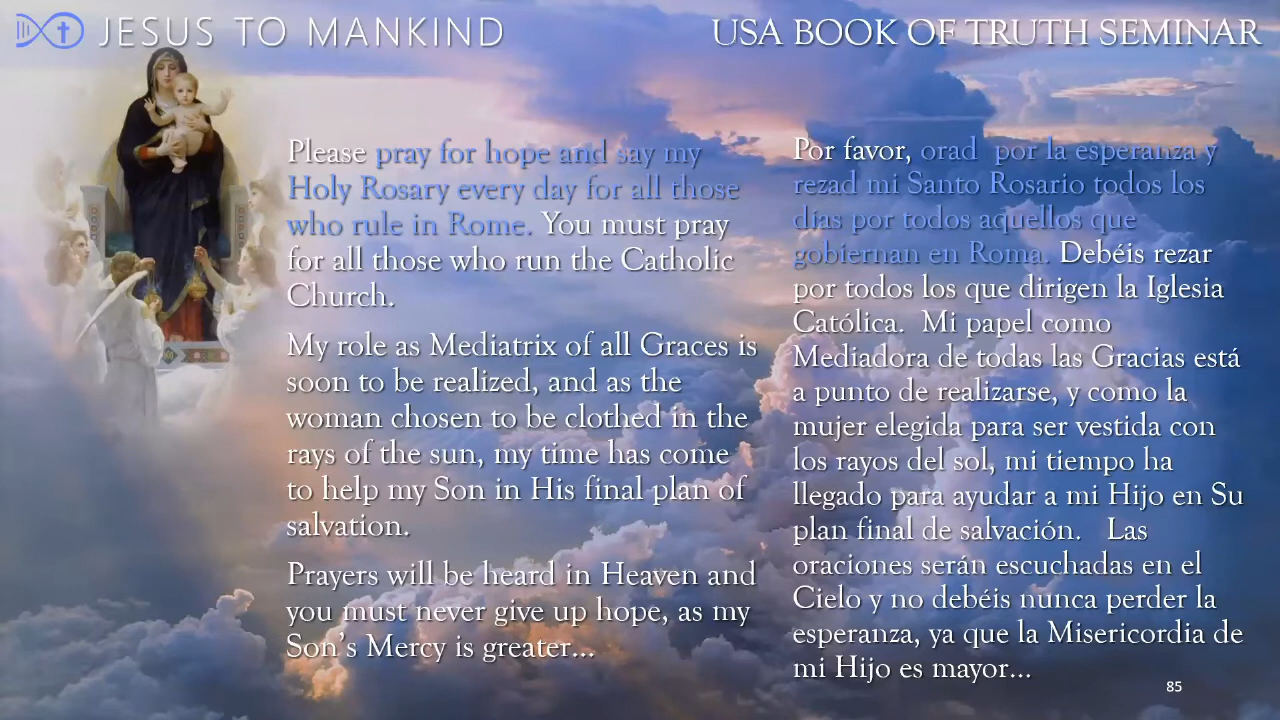 JESUS TO MANKIND
USA BOOK OF TRUTH SEMINAR
Please pray for hope and say my
Holy Rosary every day for all those
who rule in Rome. You must pray
for all those who run the Catholic
Church.
My role as Mediatrix of all Graces is
soon to be realized, and as the
woman chosen to be clothed in the
rays of the sun, my time has come
to help my Son in His final plan of
salvation.
Prayers will be heard in Heaven and
you must never give up hope, as my
Son's Mercy is greater...
Por favor, orad  por la esperanza y
rezad mi Santo Rosario todos los
días por todos aquellos que
gobiernan en Roma. Debéis rezar
por todos los que dirigen la Iglesia
Católica.  Mi papel como
Mediadora de todas las Gracias está
a punto de realizarse, y como la
mujer elegida para ser vestida con
los rayos del sol, mi tiempo ha
llegado para ayudar a mi Hijo en Su
plan final de salvación.   Las
oraciones serán escuchadas en el
Cielo y no debéis nunca perder la
esperanza, ya que la Misericordia de
mi Hijo es mayor...
85